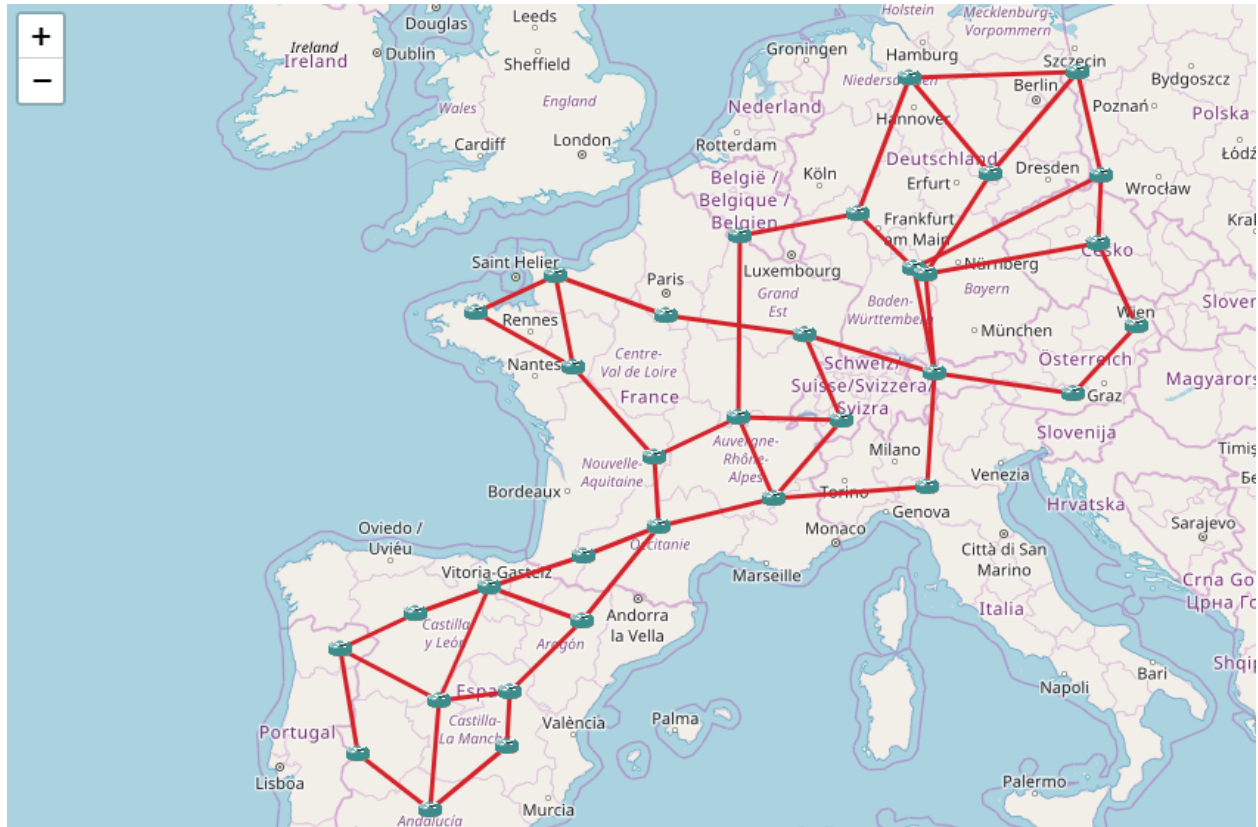 +
−
Douglas
Leeds
Holstein
Mecklenburg-
Vorpommern
Ireland
Ireland
Dublin
Sheffield
Groningen
Hamburg
Szczecin
Bydgoszcz
Wales
England
Nederland
Berlin
Poznań
Polska
Hannover
Cardiff
London
Rotterdam
Deutschland
België /
Belgique /
Belgien
Köln
Erfurt
Dresden
Wrocław
Frankfurt
am Main
Saint Helier
Paris
Luxembourg
Nürnberg
Česko
Grand
Est
Baden-
Württemberg
Bayern
Rennes
München
Wien
Nantes
Centre-
Val de Loire
France
Schweiz/
Suisse/Svizzera/
Svizra
Österreich
Graz
Magyarors
Slovenija
Auvergne-
Rhône-
Alpes
Nouvelle-
Aquitaine
Milano
Venezia
Bordeaux
Torino
Genova
Hrvatska
Oviedo /
Uviéu
Occitanie
Monaco
Sarajevo
Vitoria-Gasteiz
Marseille
Città di San
Marino
Castilla
y León
Aragón
Andorra
la Vella
Italia
Crna Go
Црна Го
Shqip
Napoli
Bari
Portugal
Castilla-
La Manch
València
Palma
Lisboa
Murcia
Palermo
Andalucía